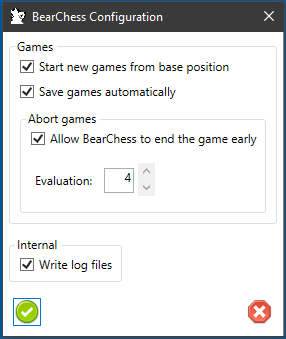 BearChess Configuration
Games
Start new games from base position
Save games automatically
Abort games
Allow BearChess to end the game early
Evaluation: 4
Internal
Write log files